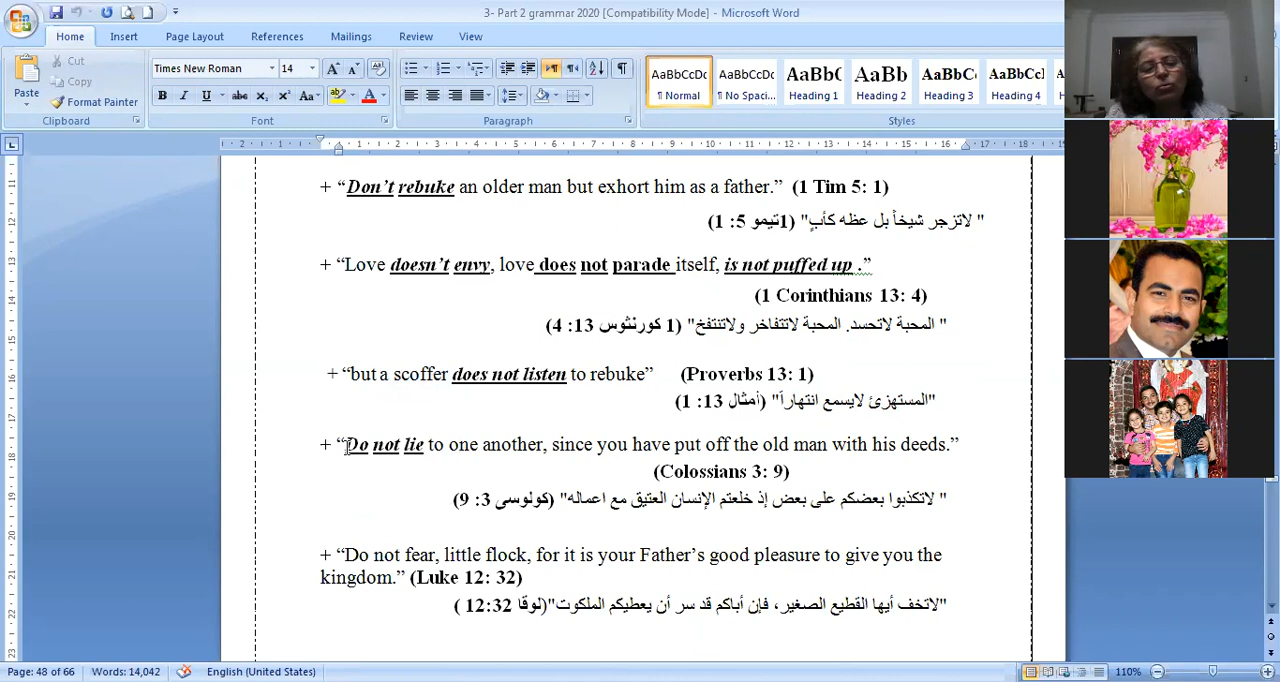 3- Part 2 grammar 2020 [Compatibility Mode] - Microsoft Word
Home Insert Page Layout References Mailings Review View
Paste
Cut
Copy
Format Painter
Clipboard
Times New Roman 14
Font
Paragraph
AaBbCcDc AaBbCcDc AaBbC AaBb AaBbC AaBbCc
¶ Normal ¶ No Spaci... Heading 1 Heading 2 Heading 3 Heading 4
Styles
+ “Don’t rebuke an older man but exhort him as a father.” (1 Tim 5: 1)
" لاتزجر شيخاً بل عظه كأبٍ" (1تيمو 5: 1)
+ “Love doesn’t envy, love does not parade itself, is not puffed up .”
(1 Corinthians 13: 4)
" المحبة لاتحسد. المحبة لاتتفاخر ولاتنتفخ" (1 كورنثوس 13: 4)
+ “but a scoffer does not listen to rebuke” (Proverbs 13: 1)
"المستهزئ لايسمع انتهاراً" (أمثال 13: 1)
+ “Do not lie to one another, since you have put off the old man with his deeds.”
(Colossians 3: 9)
" لاتكذبوا بعضكم على بعض إذ خلعتم الإنسان العتيق مع اعماله" (كولوسى 3: 9)
+ “Do not fear, little flock, for it is your Father’s good pleasure to give you the
kingdom.” (Luke 12: 32)
"لاتخف أيها القطيع الصغير، فإن أباكم قد سر أن يعطيكم الملكوت"(لوقا 12:32 )
Page: 48 of 66 Words: 14,042 English (United States) 110%